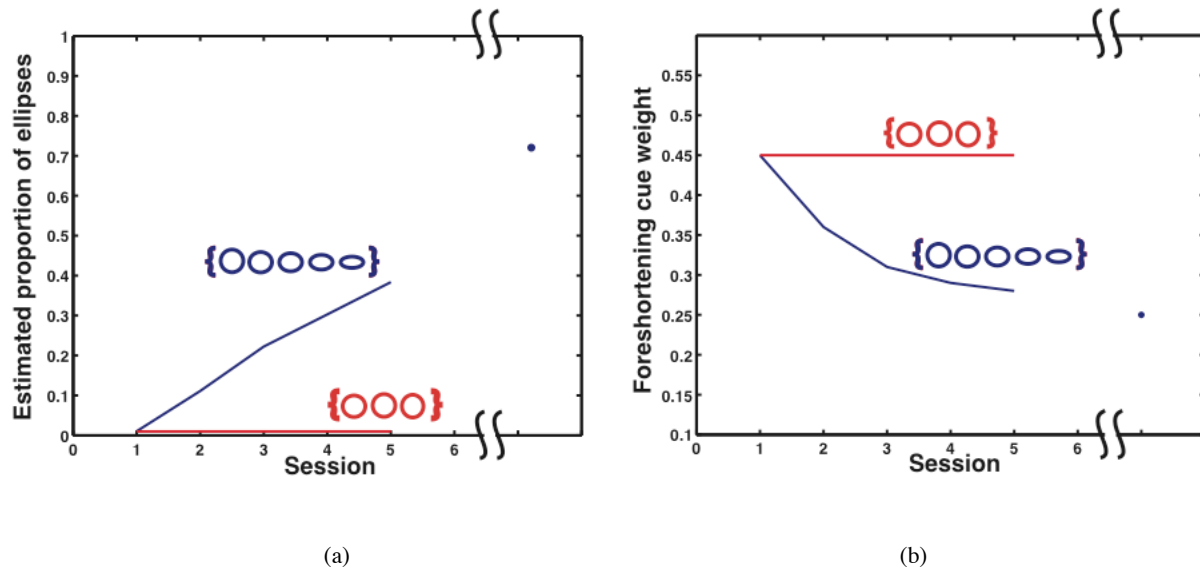 Estimated proportion of ellipses
1
0.9
0.8
0.7
0.6
0.5
0.4
0.3
0.2
0.1
0
0 1 2 3 4 5 6
Session
(a)
Foreshortening cue weight
0.55
0.5
0.45
0.4
0.35
0.3
0.25
0.2
0.15
0.1
0 1 2 3 4 5 6
Session
(b)